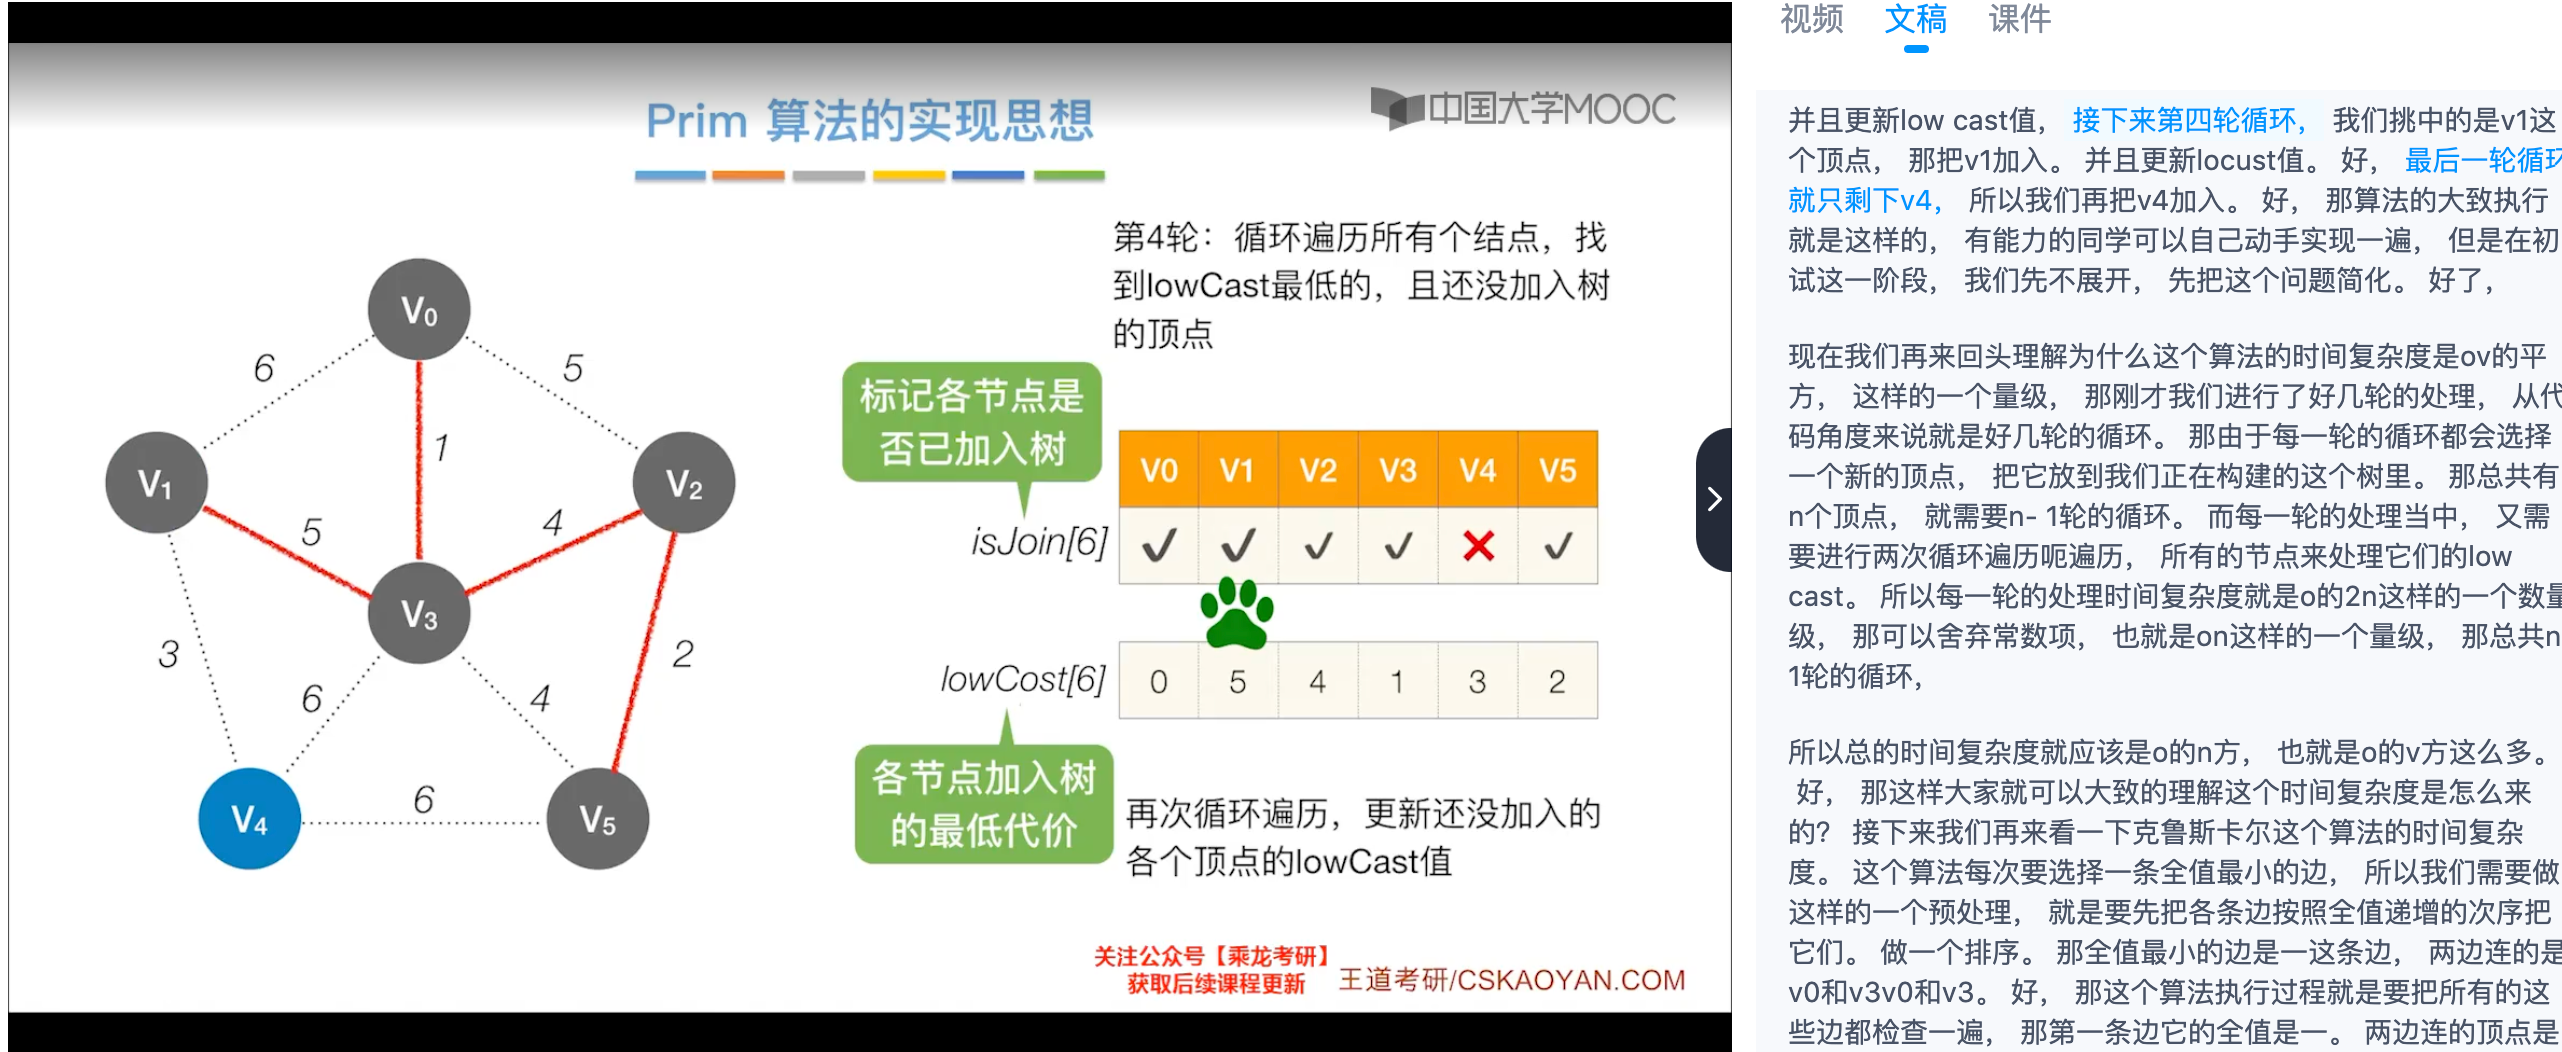 Prim 算法的实现思想
中国大学MOOC
第4轮：循环遍历所有个结点，找
到lowCast最低的，且还没加入树
的顶点
标记各节点是
否已加入树
V0 V1 V2 V3 V4 V5
isJoin[6] ✓ ✓ ✓ ✓ ✕ ✓
lowCost[6] 0 5 4 1 3 2
各节点加入树
的最低代价
再次循环遍历，更新还没加入的
各个顶点的lowCast值
V0
6
5
1
V1
V2
5
4
V3
3
6
4
2
V4
6
V5
关注公众号【乘龙考研】
获取后续课程更新
王道考研/CSKAOYAN.COM
视频 文稿 课件
并且更新low cast值， 接下来第四轮循环， 我们挑中的是v1这
个顶点， 那把v1加入。 并且更新locust值。 好， 最后一轮循环
就只剩下v4， 所以我们再把v4加入。 好， 那算法的大致执行
就是这样的， 有能力的同学可以自己动手实现一遍， 但是在初
试这一阶段， 我们先不展开， 先把这个问题简化。 好了，
现在我们再来回头理解为什么这个算法的时间复杂度是ov的平
方， 这样的一个量级， 那刚才我们进行了好几轮的处理， 从代
码角度来说就是好几轮的循环。 那由于每一轮的循环都会选择
一个新的顶点， 把它放到我们正在构建的这个树里。 那总共有
n个顶点， 就需要n- 1轮的循环。 而每一轮的处理当中， 又需
要进行两次循环遍历呃遍历， 所有的节点来处理它们的low
cast。 所以每一轮的处理时间复杂度就是o的2n这样的一个数量
级， 那可以舍弃常数项， 也就是on这样的一个量级， 那总共n
1轮的循环，
所以总的时间复杂度就应该是o的n方， 也就是o的v方这么多。
好， 那这样大家就可以大致的理解这个时间复杂度是怎么来
的？ 接下来我们再来看一下克鲁斯卡尔这个算法的时间复杂
度。 这个算法每次要选择一条全值最小的边， 所以我们需要做
这样的一个预处理， 就是要先把各条边按照全值递增的次序把
它们。 做一个排序。 那全值最小的边是一这条边， 两边连的是
v0和v3v0和v3。 好， 那这个算法执行过程就是要把所有的这
些边都检查一遍， 那第一条边它的全值是一。 两边连的顶点是